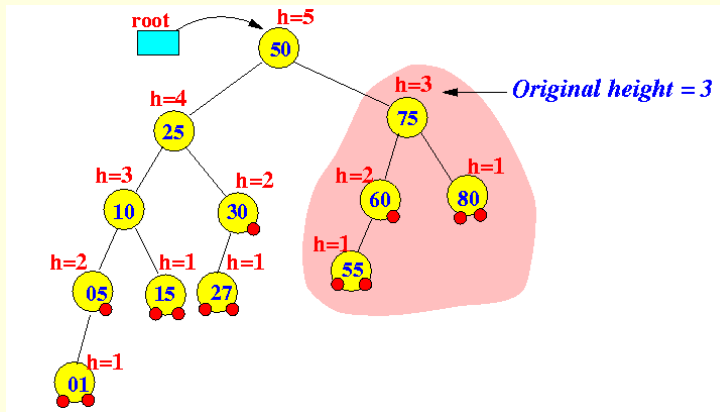 root
h=5
50
h=4
25
h=3
75
Original height = 3
h=3
10
h=2
30
h=2
60
h=1
80
h=2
05
h=1
15
h=1
27
h=1
55
h=1
01